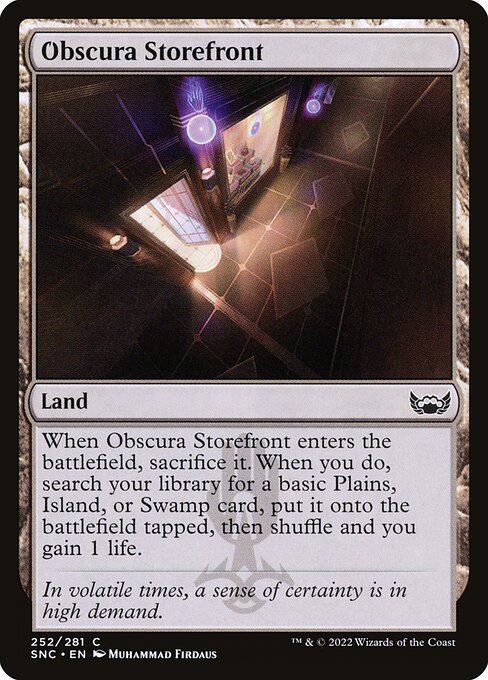 Obscura Storefront
Land
When Obscura Storefront enters the
battlefield, sacrifice it. When you do,
search your library for a basic Plains,
Island, or Swamp card, put it onto the
battlefield tapped, then shuffle and you
gain 1 life.
In volatile times, a sense of certainty is in
high demand.
252/281 C
™ & © 2022 Wizards of the Coast
SNC • EN Muhammad Firdaus